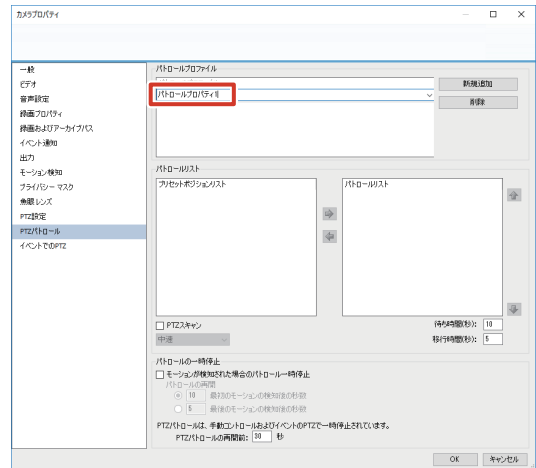 カメラプロパティ
一般
ビデオ
音声設定
録画プロパティ
録画およびアーカイブパス
イベント通知
出力
モーション検知
プライバシー マスク
魚眼レンズ
PTZ設定
PTZパトロール
イベントでのPTZ
パトロールプロファイル
パトロールプロパティ1
新規追加
削除
パトロールリスト
プリセットポジションリスト
パトロールリスト
PTZスキャン
中速
待ち時間(秒): 10
移行時間(秒): 5
パトロールの一時停止
モーションが検知された場合のパトロール一時停止
パトロールの再開
10 最初のモーションの検知後の秒数
5 最後のモーションの検知後の秒数
PTZパトロールは、手動コントロールおよびイベントのPTZで一時停止されています。
PTZパトロールの再開前: 30 秒
OK キャンセル